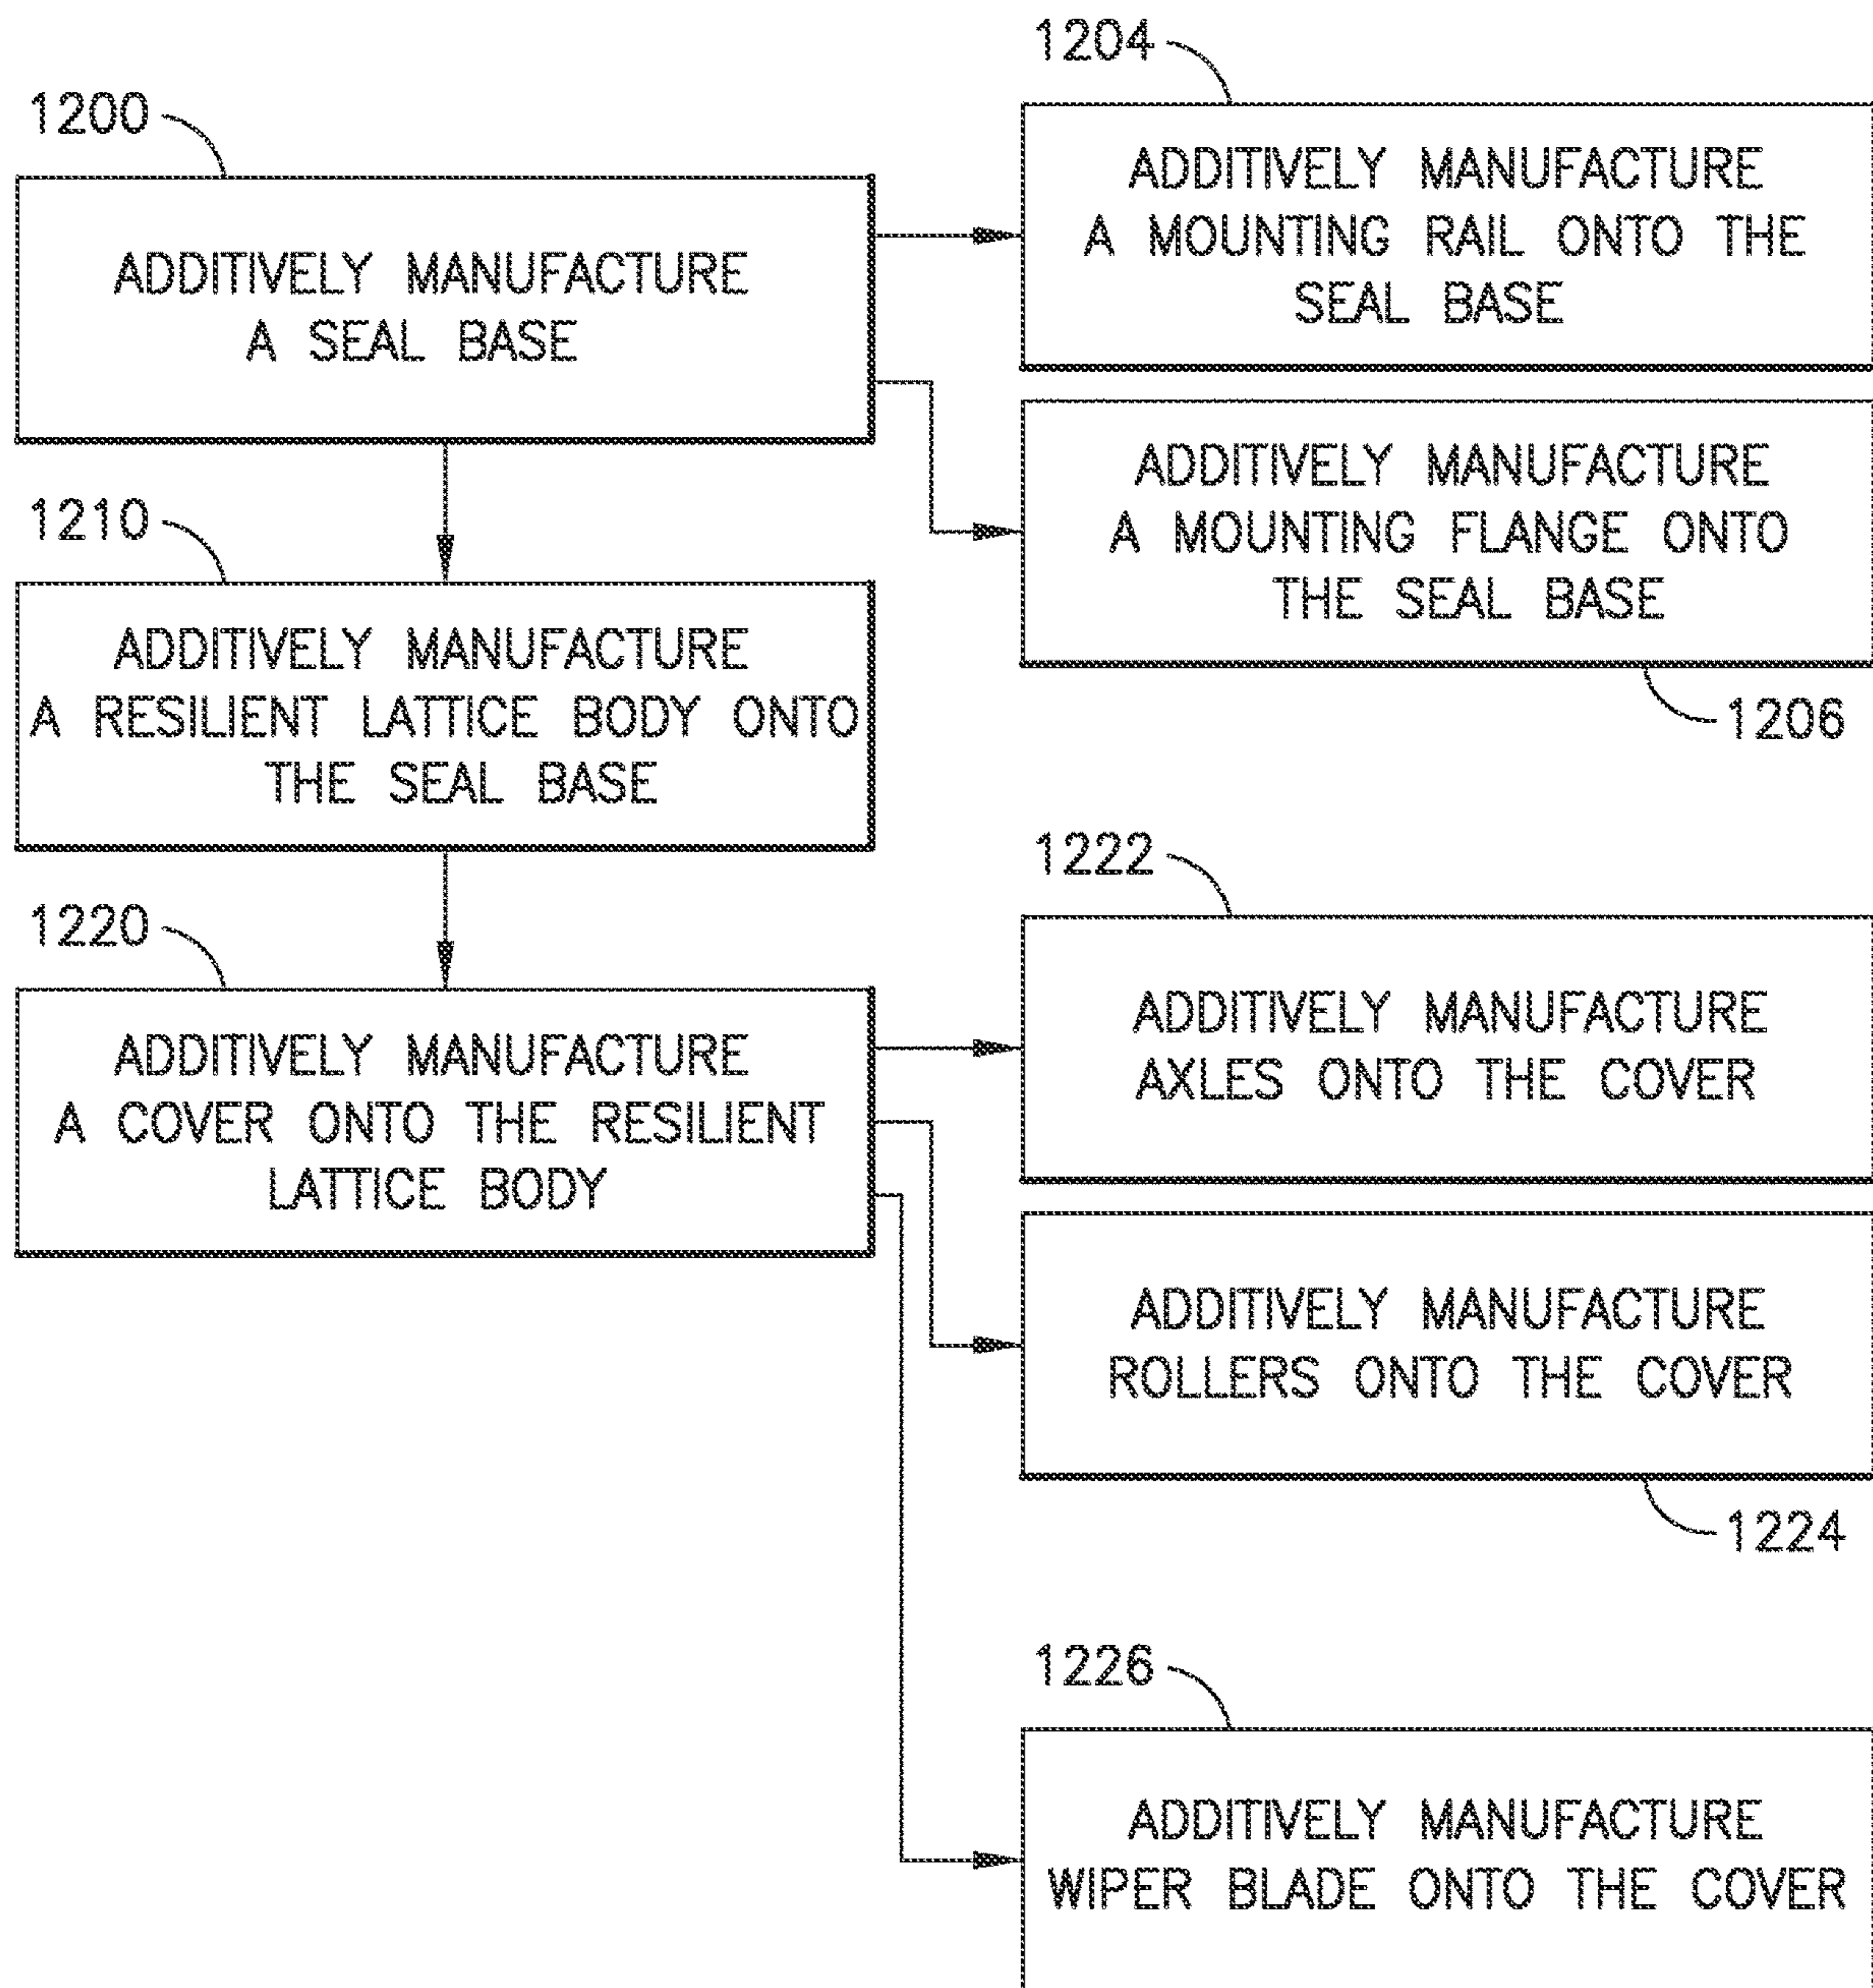 1200
ADDITIVELY MANUFACTURE
A SEAL BASE
1204
ADDITIVELY MANUFACTURE
A MOUNTING RAIL ONTO THE
SEAL BASE
ADDITIVELY MANUFACTURE
A MOUNTING FLANGE ONTO
THE SEAL BASE
1206
1210
ADDITIVELY MANUFACTURE
A RESILIENT LATTICE BODY ONTO
THE SEAL BASE
1220
ADDITIVELY MANUFACTURE
A COVER ONTO THE RESILIENT
LATTICE BODY
1222
ADDITIVELY MANUFACTURE
AXLES ONTO THE COVER
ADDITIVELY MANUFACTURE
ROLLERS ONTO THE COVER
1224
1226
ADDITIVELY MANUFACTURE
WIPER BLADE ONTO THE COVER